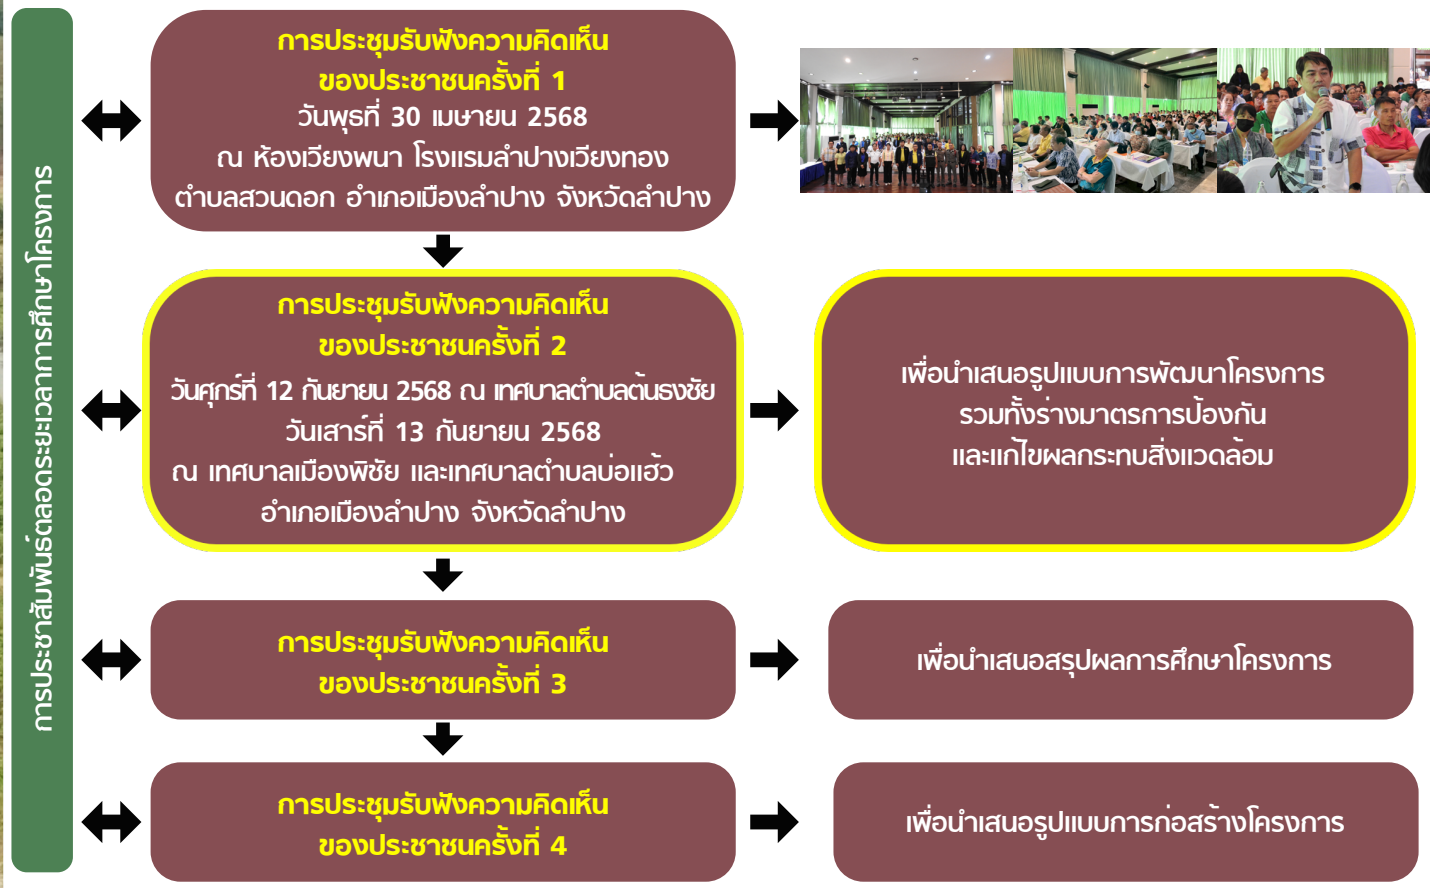 การประชาสัมพันธ์ตลอดระยะเวลาการศึกษาโครงการ
การประชุมรับฟังความคิดเห็น
ของประชาชนครั้งที่ 1
วันพุธที่ 30 เมษายน 2568
ณ ห้องเวียงพนา โรงแรมลำปางเวียงทอง
ตำบลสวนดอก อำเภอเมืองลำปาง จังหวัดลำปาง
การประชุมรับฟังความคิดเห็น
ของประชาชนครั้งที่ 2
วันศุกร์ที่ 12 กันยายน 2568 ณ เทศบาลตำบลต้นธงชัย
วันเสาร์ที่ 13 กันยายน 2568
ณ เทศบาลเมืองพิชัย และเทศบาลตำบลบ่อแฮ้ว
อำเภอเมืองลำปาง จังหวัดลำปาง
เพื่อนำเสนอรูปแบบการพัฒนาโครงการ
รวมทั้งร่างมาตรการป้องกัน
และแก้ไขผลกระทบสิ่งแวดล้อม
การประชุมรับฟังความคิดเห็น
ของประชาชนครั้งที่ 3
เพื่อนำเสนอสรุปผลการศึกษาโครงการ
การประชุมรับฟังความคิดเห็น
ของประชาชนครั้งที่ 4
เพื่อนำเสนอรูปแบบการก่อสร้างโครงการ